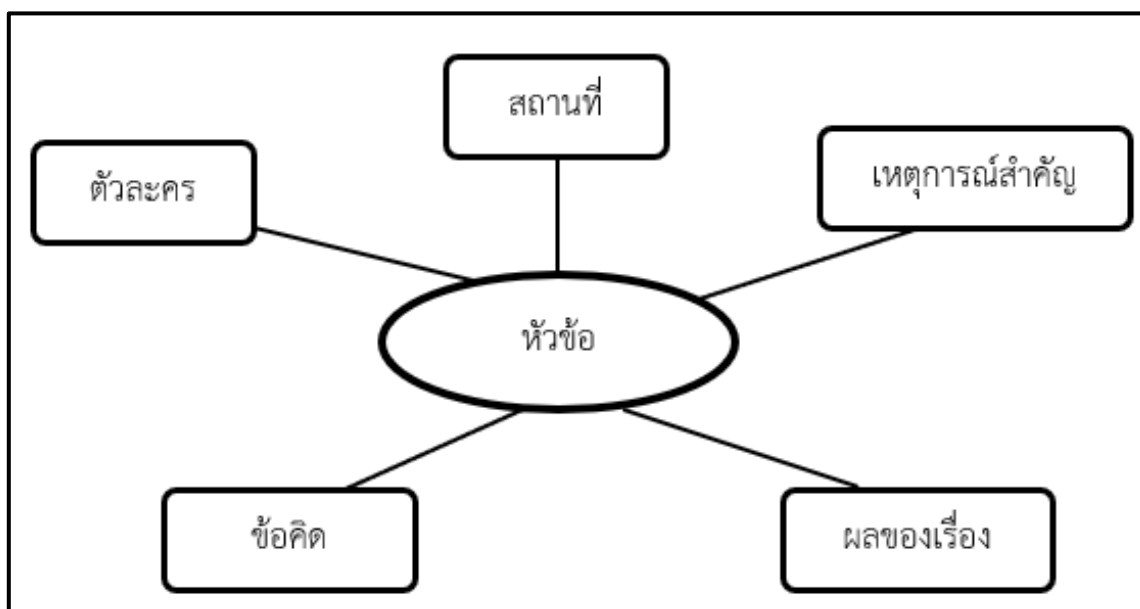 สถานที่
ตัวละคร
เหตุการณ์สำคัญ
หัวข้อ
ข้อคิด
ผลของเรื่อง